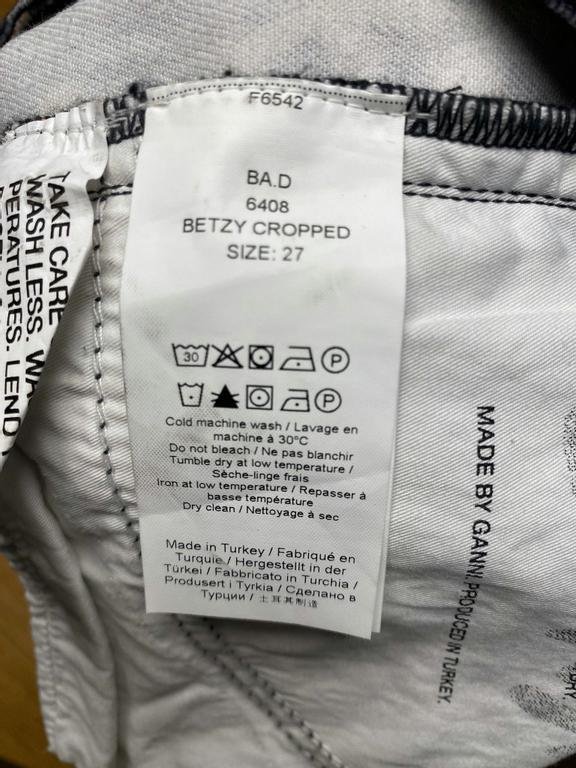 F6542
BA.D
6408
BETZY CROPPED
SIZE: 27
30
P
P
Cold machine wash / Lavage en
machine à 30°C
Do not bleach / Ne pas blanchir
Tumble dry at low temperature /
Sèche-linge frais
Iron at low temperature / Repasser à
basse température
Dry clean / Nettoyage à sec
Made in Turkey / Fabriqué en
Turquie / Hergestellt in der
Türkei / Fabbricato in Turchia /
Produsert i Tyrkia / Сделано в
Турции / 土耳其制造
TAKE CARE
WASH LESS. WA
PERATURES. LEND
MADE BY GANNI. PRODUCED IN TURKEY.